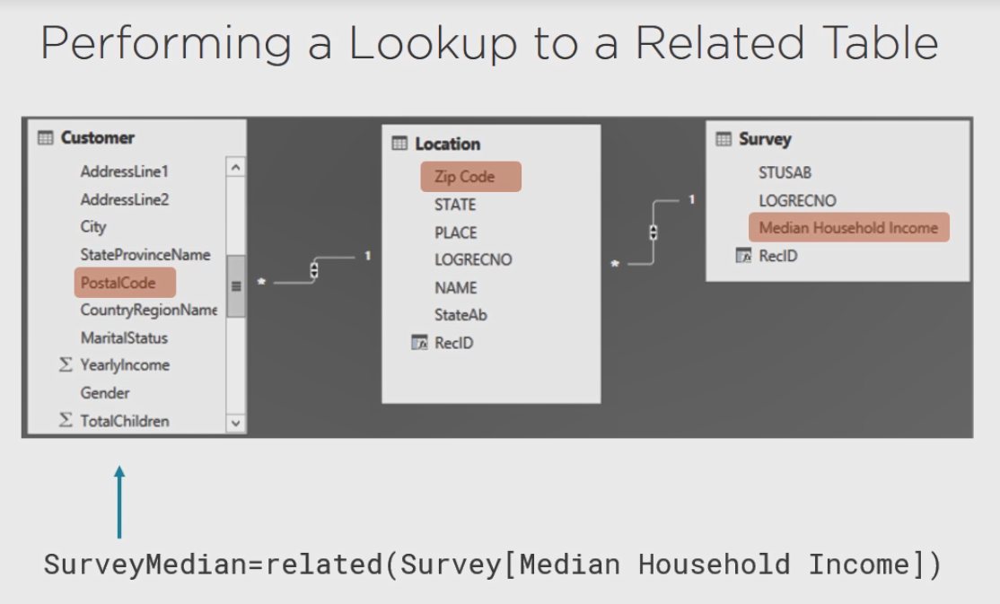 Performing a Lookup to a Related Table
Customer
AddressLine1
AddressLine2
City
StateProvinceName
PostalCode
CountryRegionName
MaritalStatus
Σ YearlyIncome
Gender
Σ TotalChildren
* 1
Location
Zip Code
STATE
PLACE
LOGRECNO
NAME
StateAb
RecID
* 1
Survey
STUSAB
LOGRECNO
Median Household Income
RecID
SurveyMedian=related(Survey[Median Household Income])